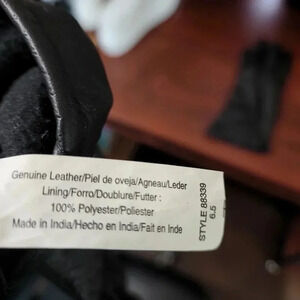 Genuine Leather/Piel de oveja/Agneau/Leder
Lining/Forro/Doublure/Futter :
100% Polyester/Poliester
Made in India/Hecho en India/Fait en Inde
STYLE 88339
6.5